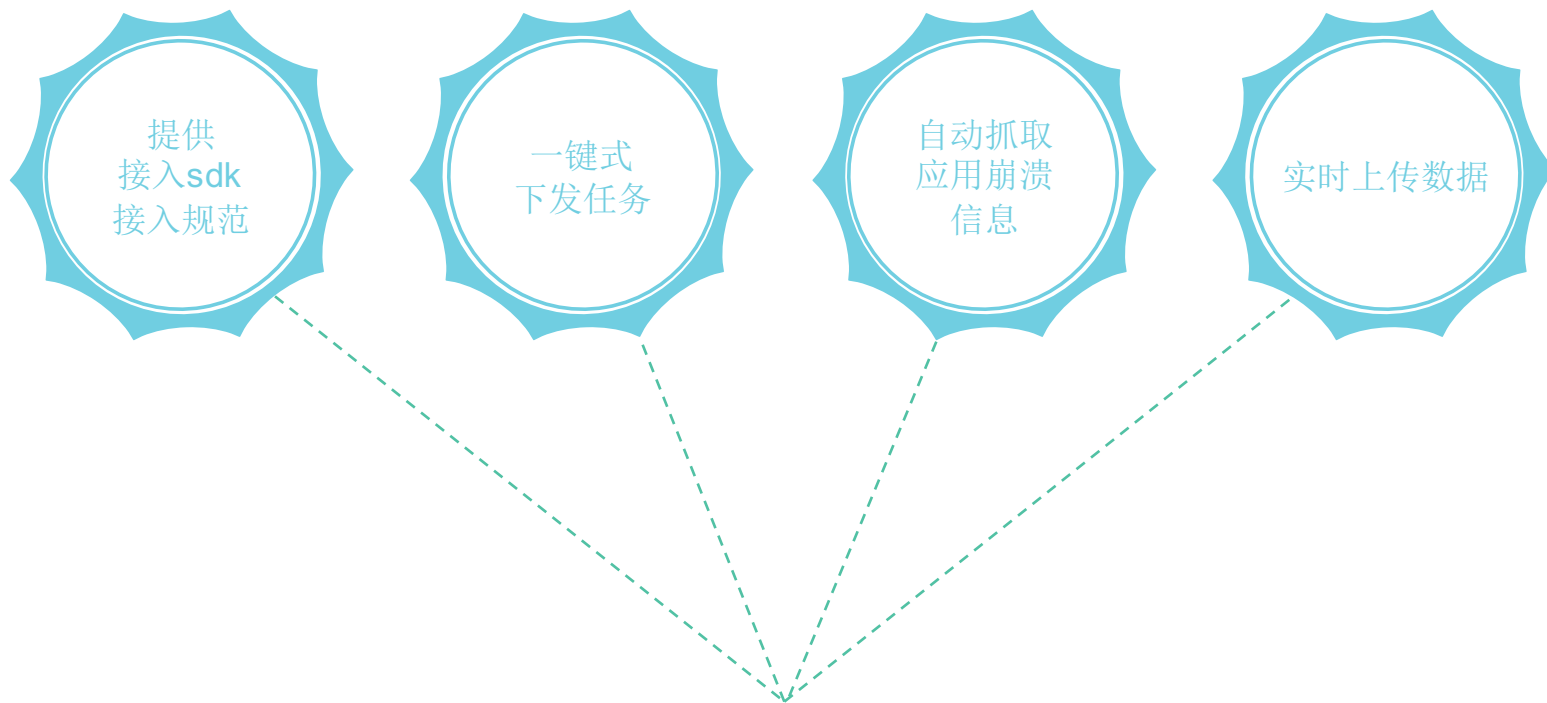 提供
接入sdk
接入规范
一键式
下发任务
自动抓取
应用崩溃
信息
实时上传数据